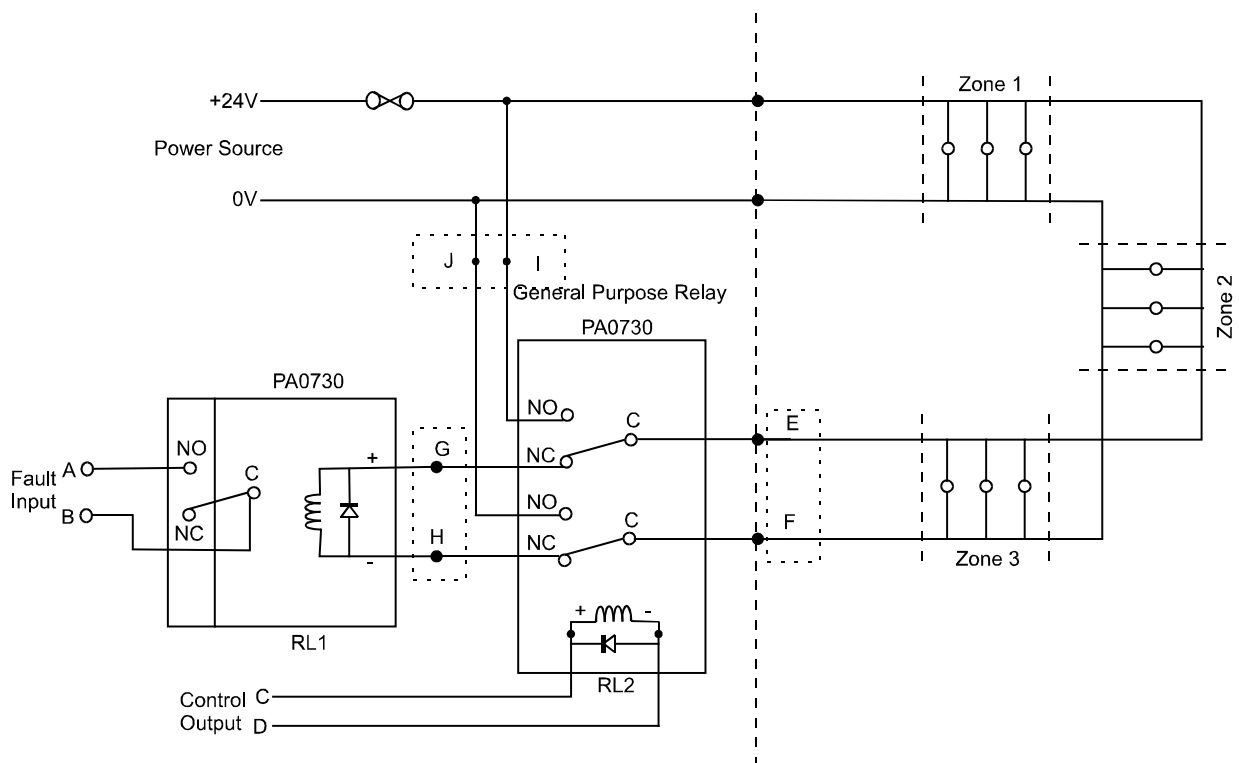 Zone 1
+24V
Power Source
0V
J
I
General Purpose Relay
PA0730
Zone 2
PA0730
NO
C
E
+
G
NC
NO
Fault
Input
A
B
C
NC
NO
C
F
H
NC
-
Zone 3
+
-
RL1
RL2
Control
Output
C
D